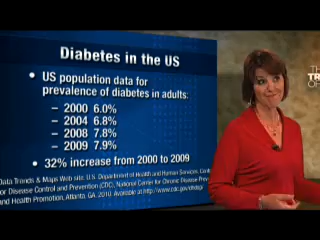 Diabetes in the US
• US population data for
prevalence of diabetes in adults:
– 2000 6.0%
– 2004 6.8%
– 2008 7.8%
– 2009 7.9%
• 32% increase from 2000 to 2009
Data Trends & Maps Web site. U.S. Department of Health and Human Services, Cent
for Disease Control and Prevention (CDC), National Center for Chronic Disease Prev
and Health Promotion, Atlanta, GA, 2010. Available at http://www.cdc.gov/
TH
TR
OF